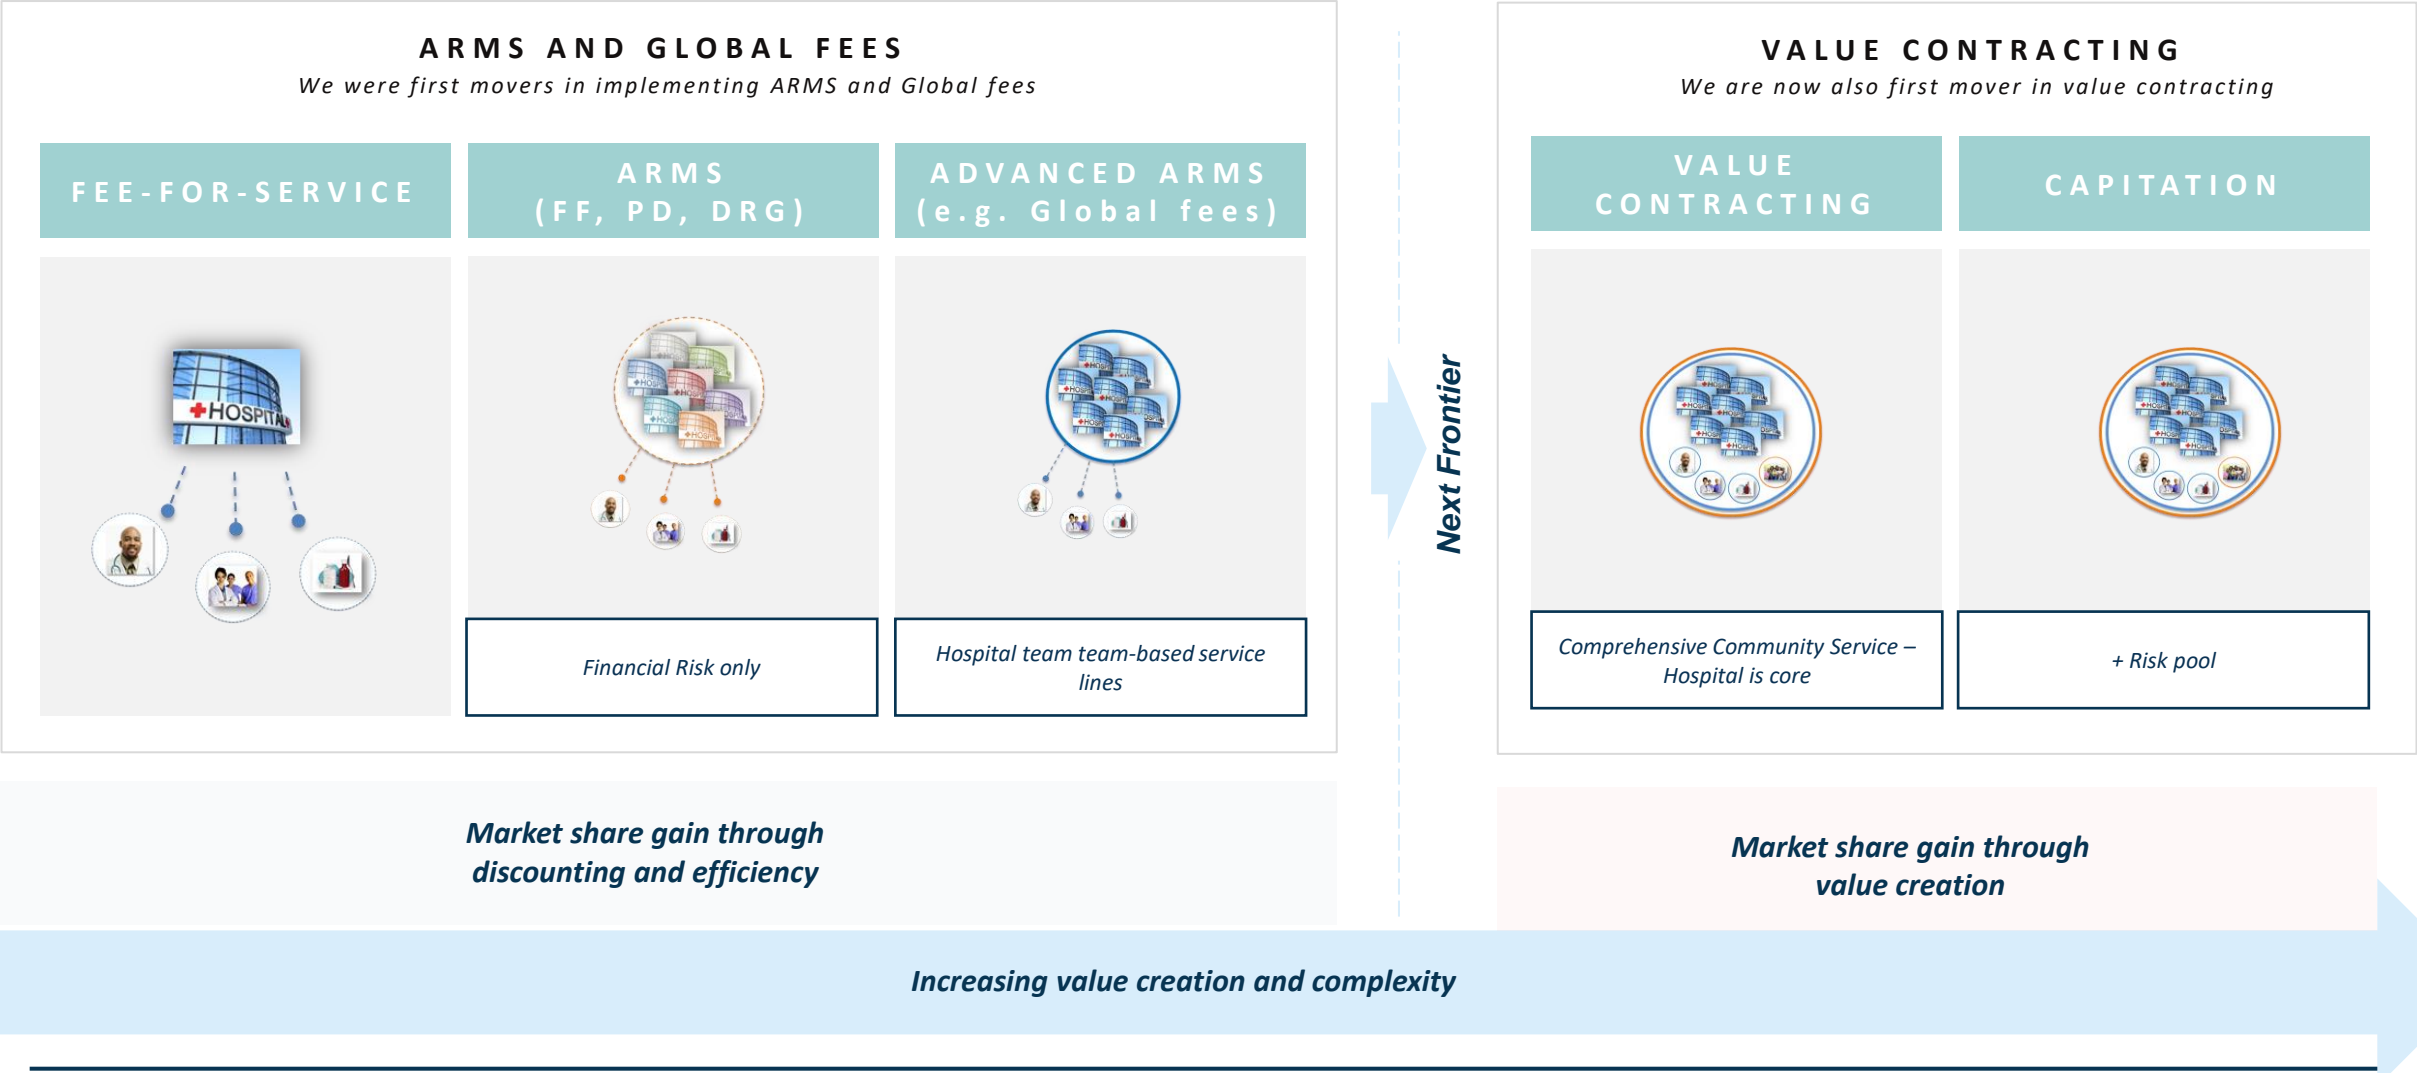 ARMS AND GLOBAL FEES
We were first movers in implementing ARMS and Global fees
FEE-FOR-SERVICE
ARMS
(FF, PD, DRG)
ADVANCED ARMS
(e.g. Global fees)
+HOSPITAL
Financial Risk only
Hospital team team-based service
lines
Next Frontier
VALUE CONTRACTING
We are now also first mover in value contracting
VALUE
CONTRACTING
CAPITATION
Comprehensive Community Service –
Hospital is core
+ Risk pool
Market share gain through
discounting and efficiency
Market share gain through
value creation
Increasing value creation and complexity